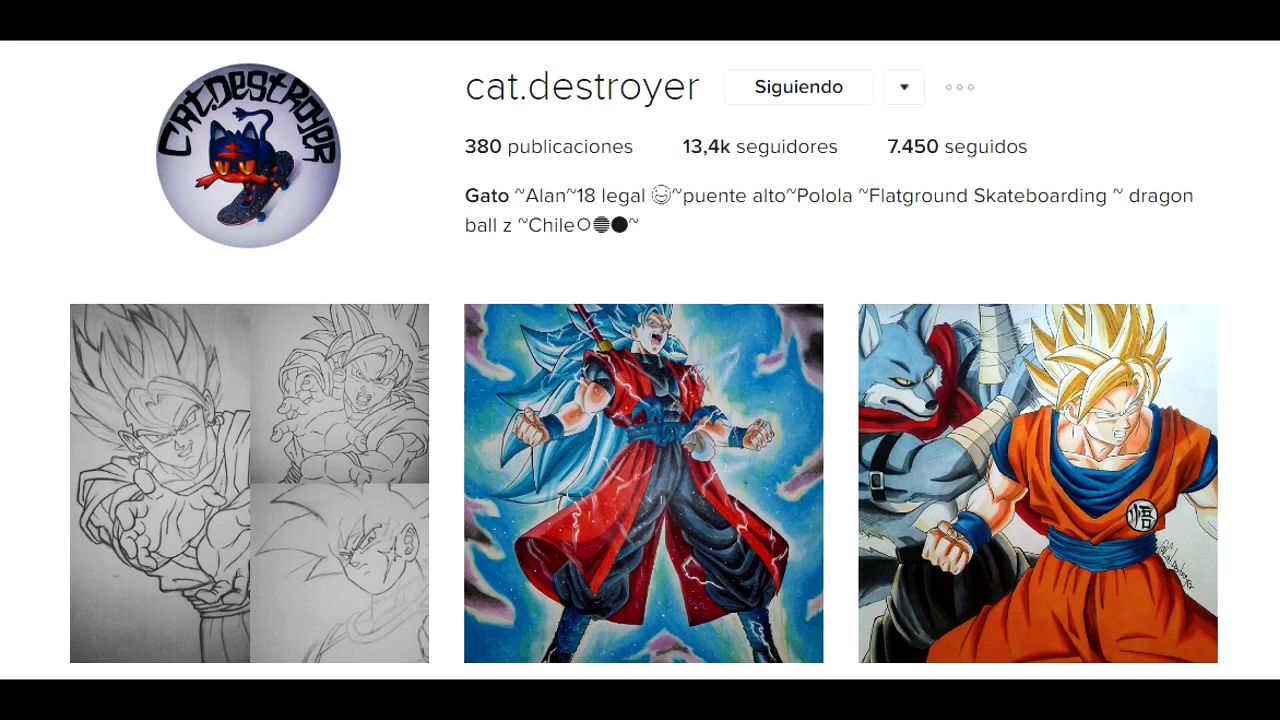 CAT.DESTROYER
cat.destroyer
Siguiendo
380 publicaciones 13,4k seguidores 7.450 seguidos
Gato ~Alan~18 legal 😆~puente alto~Polola ~Flatground Skateboarding ~ dragon
ball z ~Chile~
悟